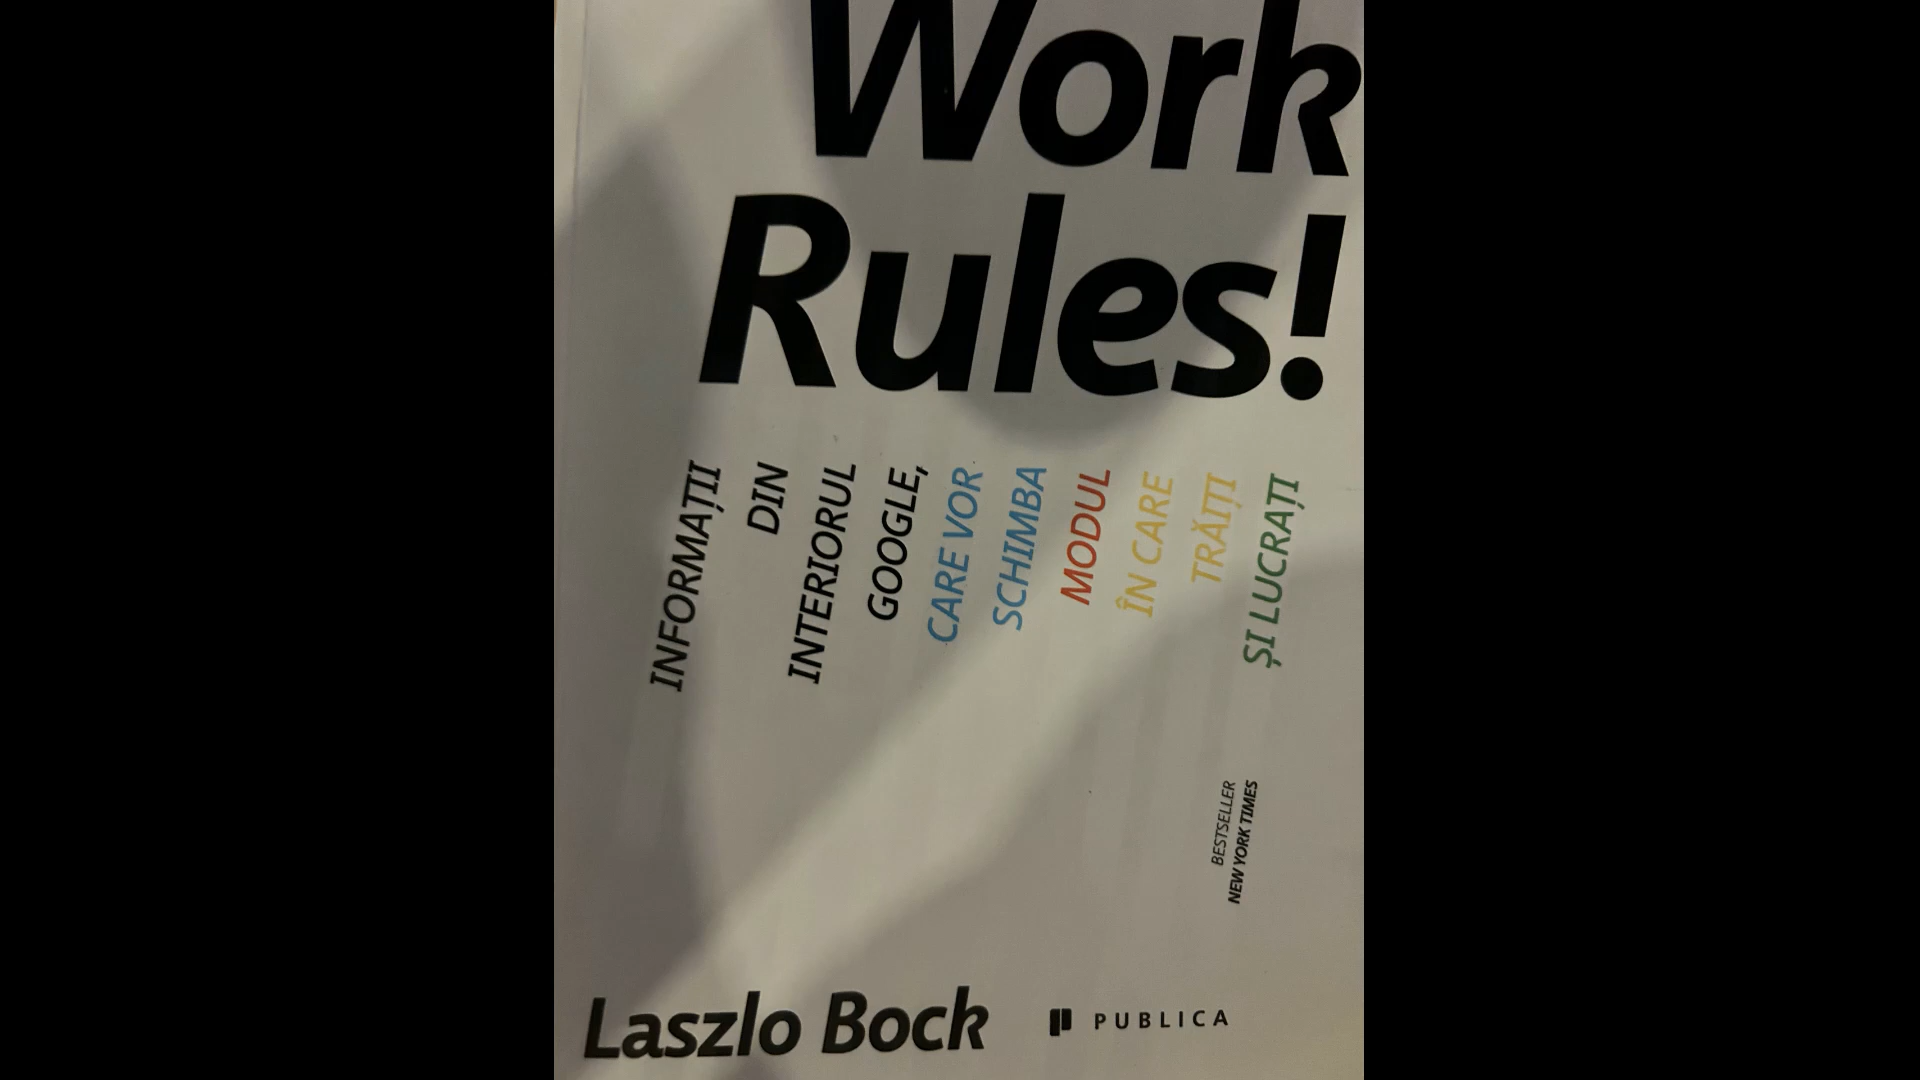 Work
Rules!
INFORMAȚII
DIN
INTERIORUL
GOOGLE,
CARE VOR
SCHIMBA
MODUL
ÎN CARE
TRĂIȚI
ȘI LUCRAȚI
BESTSELLER
NEW YORK TIMES
Laszlo Bock
PUBLICA